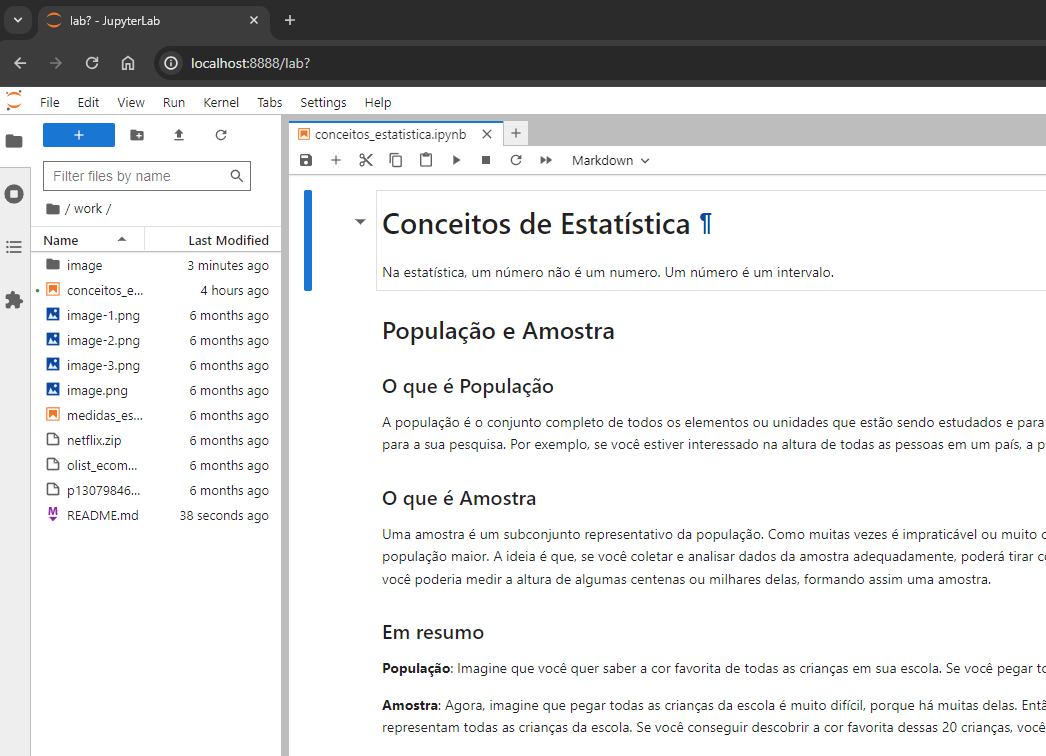 lab? - JupyterLab
localhost:8888/lab?
File Edit View Run Kernel Tabs Settings Help
conceitos_estatistica.ipynb
Markdown
Filter files by name
/ work /
Name Last Modified
image 3 minutes ago
conceitos_e... 4 hours ago
image-1.png 6 months ago
image-2.png 6 months ago
image-3.png 6 months ago
image.png 6 months ago
medidas_es... 6 months ago
netflix.zip 6 months ago
olist_ecom... 6 months ago
p13079846... 6 months ago
README.md 38 seconds ago
Conceitos de Estatística ¶
Na estatística, um número não é um numero. Um número é um intervalo.
População e Amostra
O que é População
A população é o conjunto completo de todos os elementos ou unidades que estão sendo estudados e para
para a sua pesquisa. Por exemplo, se você estiver interessado na altura de todas as pessoas em um país, a p
O que é Amostra
Uma amostra é um subconjunto representativo da população. Como muitas vezes é impraticável ou muito
população maior. A ideia é que, se você coletar e analisar dados da amostra adequadamente, poderá tirar
você poderia medir a altura de algumas centenas ou milhares delas, formando assim uma amostra.
Em resumo
População: Imagine que você quer saber a cor favorita de todas as crianças em sua escola. Se você pegar
Amostra: Agora, imagine que pegar todas as crianças da escola é muito difícil, porque há muitas delas.
representam todas as crianças da escola. Se você conseguir descobrir a cor favorita dessas 20 crianças, você